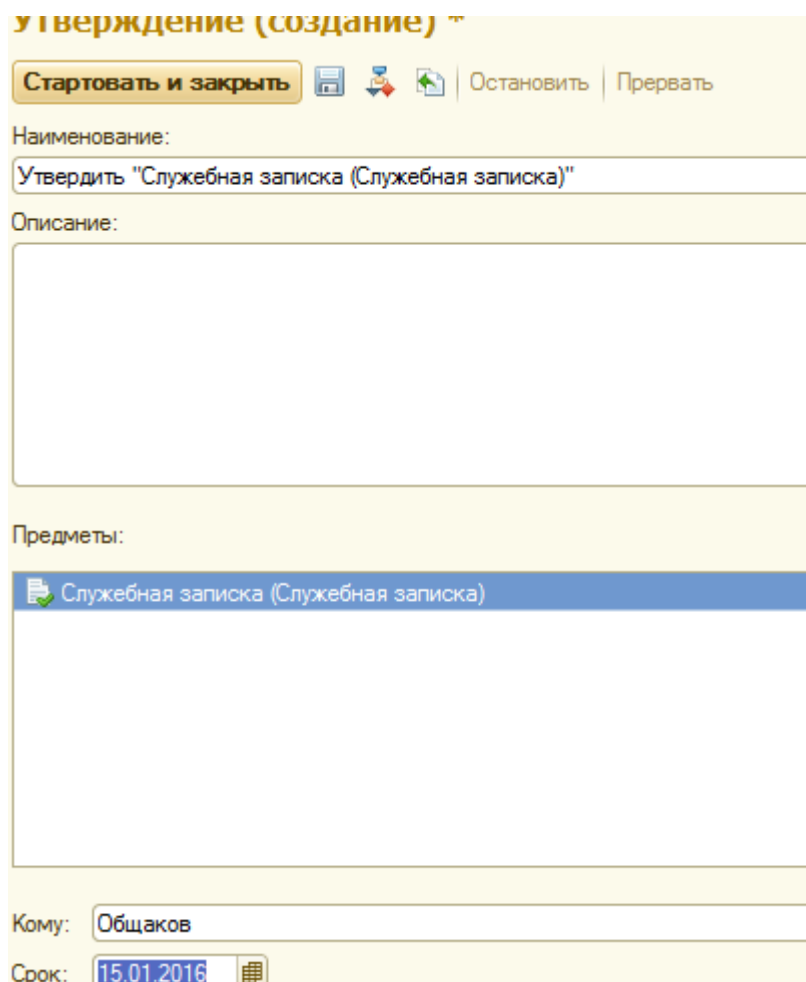 Утверждение (создание) *
Стартовать и закрыть Остановить Прервать
Наименование:
Утвердить "Служебная записка (Служебная записка)"
Описание:
Предметы:
Служебная записка (Служебная записка)
Кому: Общаков
Срок: 15.01.2016